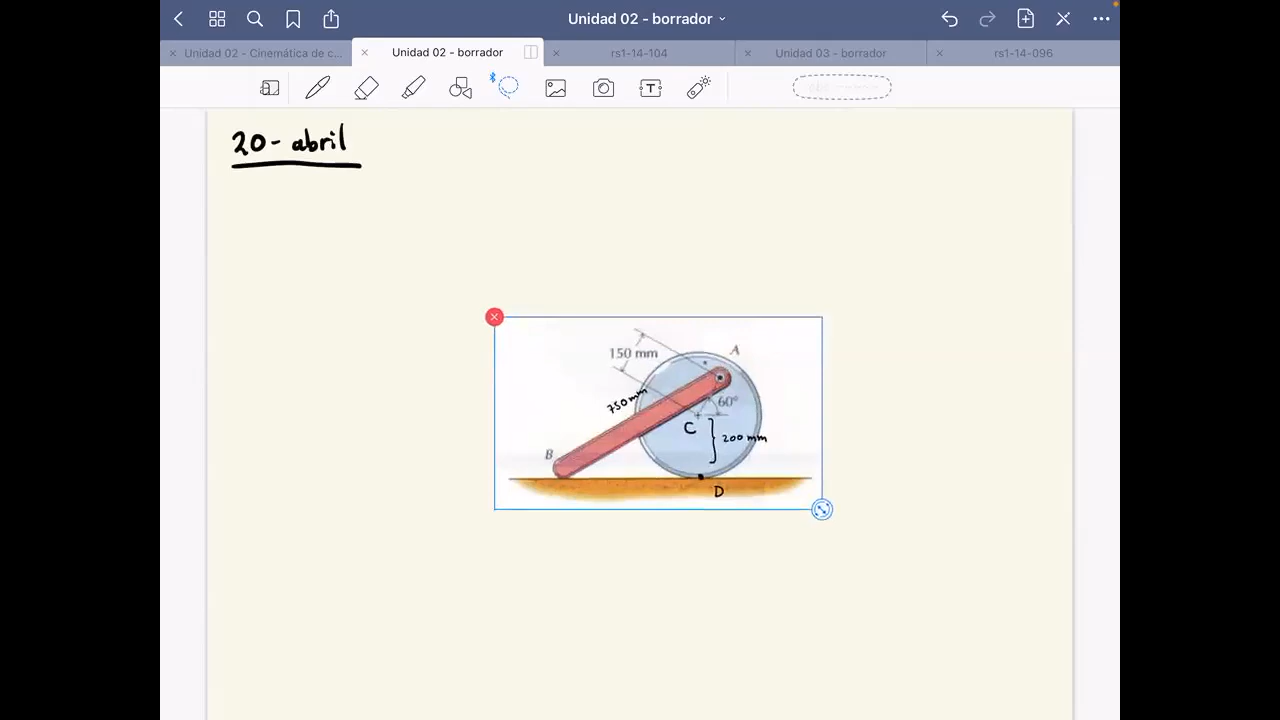 Unidad 02 - borrador
Unidad 02 - Cinemática de c...
Unidad 02 - borrador
rs1-14-104
Unidad 03 - borrador
rs1-14-096
T
20 - abril
150 mm
A
750 mm
60°
C
200 mm
B
D